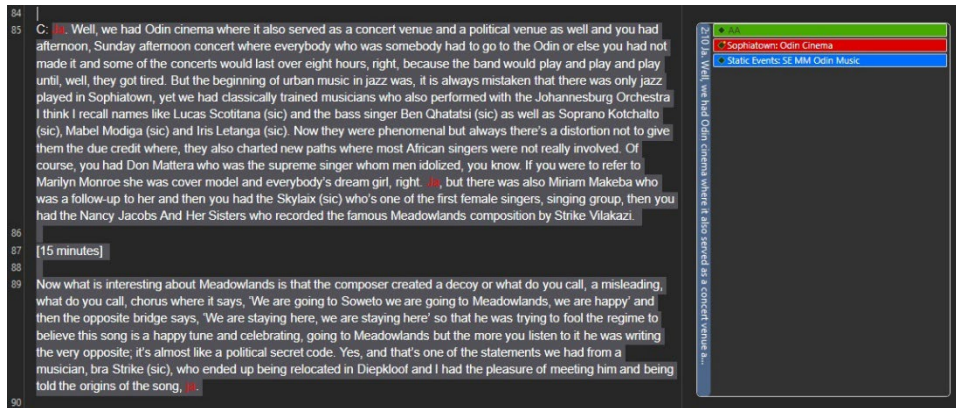 84
85 C: Ja. Well, we had Odin cinema where it also served as a concert venue and a political venue as well and you had
afternoon, Sunday afternoon concert where everybody who was somebody had to go to the Odin or else you had not
made it and some of the concerts would last over eight hours, right, because the band would play and play and play
until, well, they got tired. But the beginning of urban music in jazz was, it is always mistaken that there was only jazz
played in Sophiatown, yet we had classically trained musicians who also performed with the Johannesburg Orchestra
I think I recall names like Lucas Scotitana (sic) and the bass singer Ben Qhatatsi (sic) as well as Soprano Kotchalto
(sic), Mabel Modiga (sic) and Iris Letanga (sic). Now they were phenomenal but always there's a distortion not to give
them the due credit where, they also charted new paths where most African singers were not really involved. Of
course, you had Don Mattera who was the supreme singer whom men idolized, you know. If you were to refer to
Marilyn Monroe she was cover model and everybody's dream girl, right. Ja, but there was also Miriam Makeba who
was a follow-up to her and then you had the Skylaix (sic) who's one of the first female singers, singing group, then you
had the Nancy Jacobs And Her Sisters who recorded the famous Meadowlands composition by Strike Vilakazi.
86
87 [15 minutes]
88
89 Now what is interesting about Meadowlands is that the composer created a decoy or what do you call, a misleading,
what do you call, chorus where it says, 'We are going to Soweto we are going to Meadowlands, we are happy' and
then the opposite bridge says, 'We are staying here, we are staying here' so that he was trying to fool the regime to
believe this song is a happy tune and celebrating, going to Meadowlands but the more you listen to it he was writing
the very opposite; it's almost like a political secret code. Yes, and that's one of the statements we had from a
musician, bra Strike (sic), who ended up being relocated in Diepkloof and I had the pleasure of meeting him and being
told the origins of the song, ja.
90
2:10 Ja. Well, we had Odin cinema where it also served as a concert venue a...
AA
Sophiatown: Odin Cinema
Static Events: SE MM Odin Music